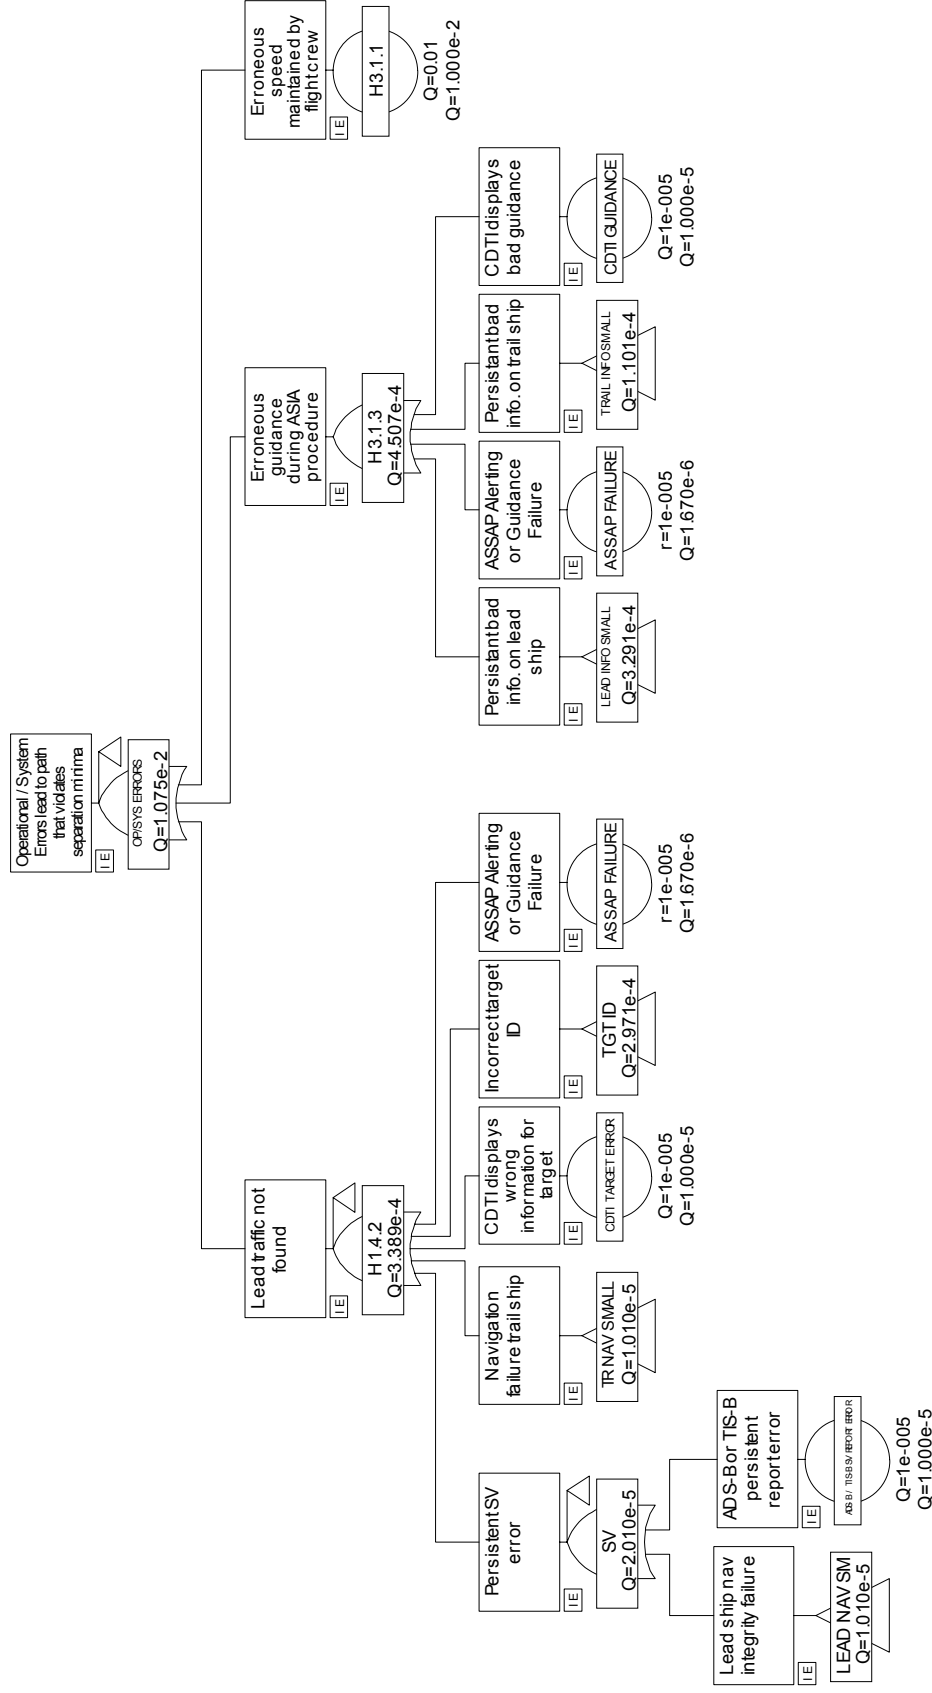 Operational / System
Errors lead to path
that violates
separation minima
IE
OP/SYS ERRORS
Q=1.075e-2
Lead traffic not
found
IE
H1.4.2
Q=3.389e-4
Erroneous
guidance
during ASIA
procedure
IE
H3.1.3
Q=4.507e-4
Erroneous
speed
maintained by
flightcrew
IE
H3.1.1
Q=0.01
Q=1.000e-2
Persistent SV
error
IE
SV
Q=2.010e-5
Navigation
failure trail ship
IE
TR NAV SMALL
Q=1.010e-5
CDTI displays
wrong
information for
target
IE
CDTI TARGET ERROR
Q=1e-005
Q=1.000e-5
Incorrect target
ID
IE
TGT ID
Q=2.971e-4
ASSAP Alerting
or Guidance
Failure
IE
ASSAP FAILURE
r=1e-005
Q=1.670e-6
Persistant bad
info. on lead
ship
IE
LEAD INFO SMALL
Q=3.291e-4
ASSAP Alerting
or Guidance
Failure
IE
ASSAP FAILURE
r=1e-005
Q=1.670e-6
Persistant bad
info. on trail ship
IE
TRAIL INFO SMALL
Q=1.101e-4
CDTI displays
bad guidance
IE
CDTI GUIDANCE
Q=1e-005
Q=1.000e-5
Lead ship nav
integrity failure
IE
LEAD NAV SM
Q=1.010e-5
ADS-B or TIS-B
persistent
report error
IE
ADS-B / TIS-B SV REPORT ERROR
Q=1e-005
Q=1.000e-5